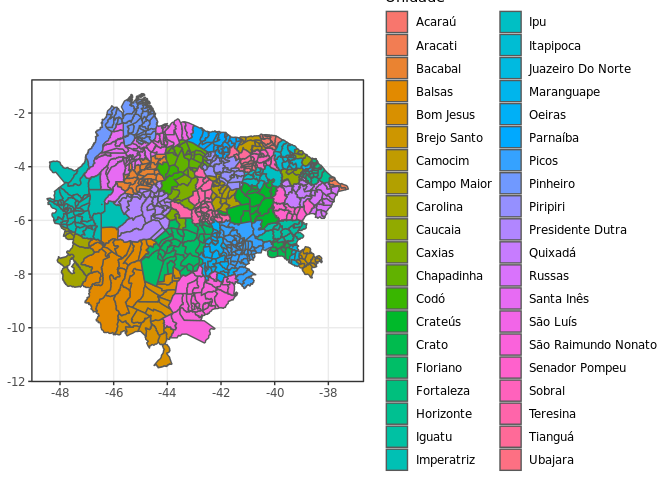 Unidade
Acaraú
Aracati
Bacabal
Balsas
Bom Jesus
Brejo Santo
Camocim
Campo Maior
Carolina
Caucaia
Caxias
Chapadinha
Codó
Crateús
Crato
Floriano
Fortaleza
Horizonte
Iguatu
Imperatriz
Ipu
Itapipoca
Juazeiro Do Norte
Maranguape
Oeiras
Parnaíba
Picos
Pinheiro
Piripiri
Presidente Dutra
Quixadá
Russas
Santa Inês
São Luís
São Raimundo Nonato
Senador Pompeu
Sobral
Teresina
Tianguá
Ubajara
-2
-4
-6
-8
-10
-12
-48 -46 -44 -42 -40 -38